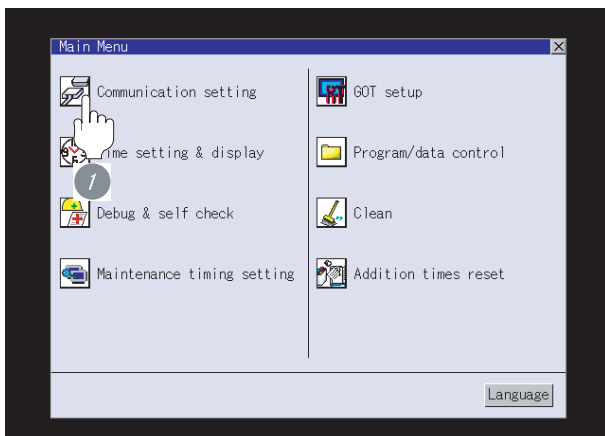 Main Menu
Communication setting
Time setting & display
Debug & self check
Maintenance timing setting
GOT setup
Program/data control
Clean
Addition times reset
Language
1